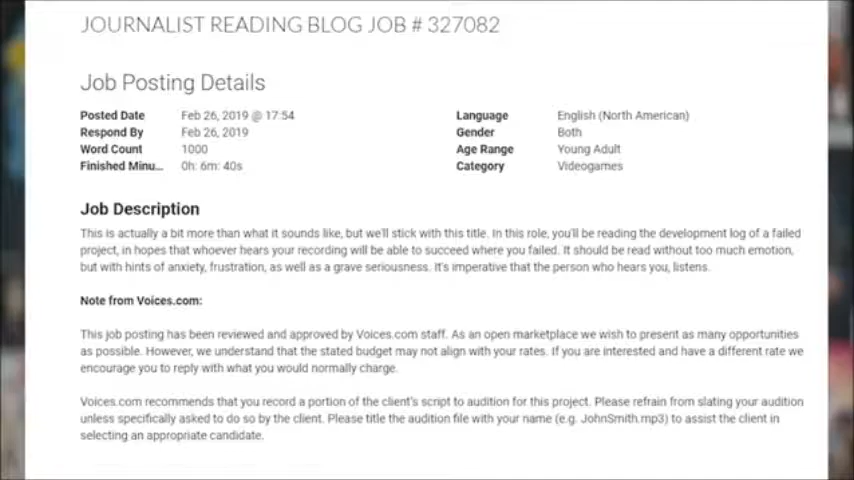 JOURNALIST READING BLOG JOB # 327082
Job Posting Details
Posted Date Feb 26, 2019 @ 17:54
Language English (North American)
Respond By Feb 26, 2019
Gender Both
Word Count 1000
Age Range Young Adult
Finished Minu... 0h: 6m: 40s
Category Videogames
Job Description
This is actually a bit more than what it sounds like, but we'll stick with this title. In this role, you'll be reading the development log of a failed
project, in hopes that whoever hears your recording will be able to succeed where you failed. It should be read without too much emotion,
but with hints of anxiety, frustration, as well as a grave seriousness. It's imperative that the person who hears you, listens.
Note from Voices.com:
This job posting has been reviewed and approved by Voices.com staff. As an open marketplace we wish to present as many opportunities
as possible. However, we understand that the stated budget may not align with your rates. If you are interested and have a different rate we
encourage you to reply with what you would normally charge.
Voices.com recommends that you record a portion of the client's script to audition for this project. Please refrain from slating your audition
unless specifically asked to do so by the client. Please title the audition file with your name (e.g. JohnSmith.mp3) to assist the client in
selecting an appropriate candidate.